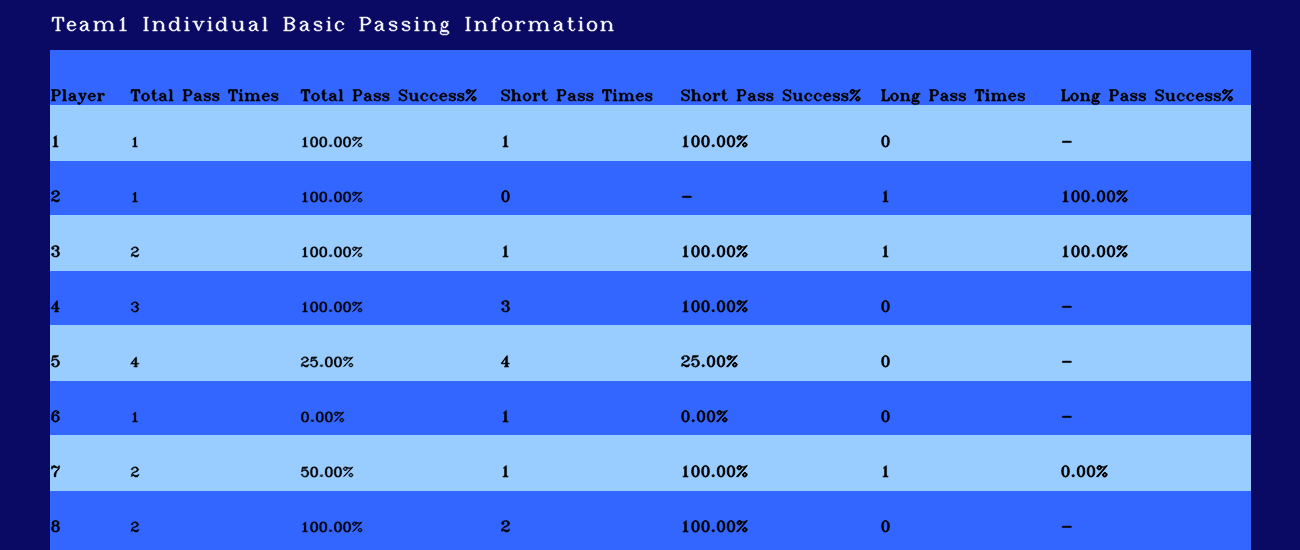 Team1 Individual Basic Passing Information
Player Total Pass Times Total Pass Success% Short Pass Times Short Pass Success% Long Pass Times Long Pass Success%
1 1 100.00% 1 100.00% 0 –
2 1 100.00% 0 – 1 100.00%
3 2 100.00% 1 100.00% 1 100.00%
4 3 100.00% 3 100.00% 0 –
5 4 25.00% 4 25.00% 0 –
6 1 0.00% 1 0.00% 0 –
7 2 50.00% 1 100.00% 1 0.00%
8 2 100.00% 2 100.00% 0 –